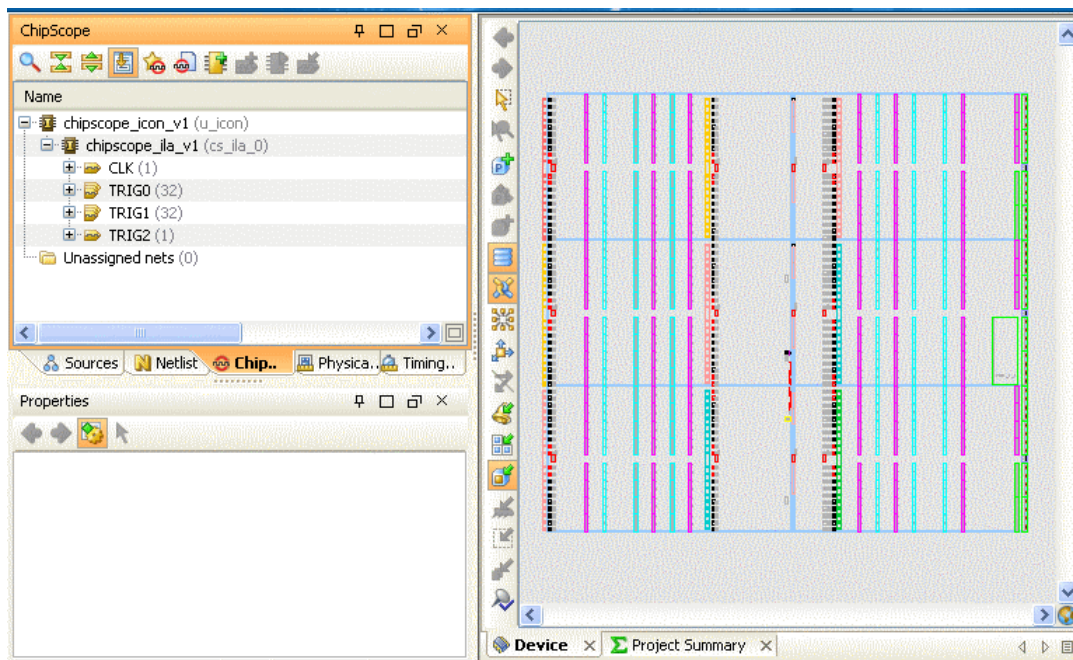 ChipScope
Name
chipscope_icon_v1 (u_icon)
chipscope_ila_v1 (cs_ila_0)
CLK (1)
TRIG0 (32)
TRIG1 (32)
TRIG2 (1)
Unassigned nets (0)
Sources Netlist Chip.. Physica.. Timing..
Properties
Device Project Summary